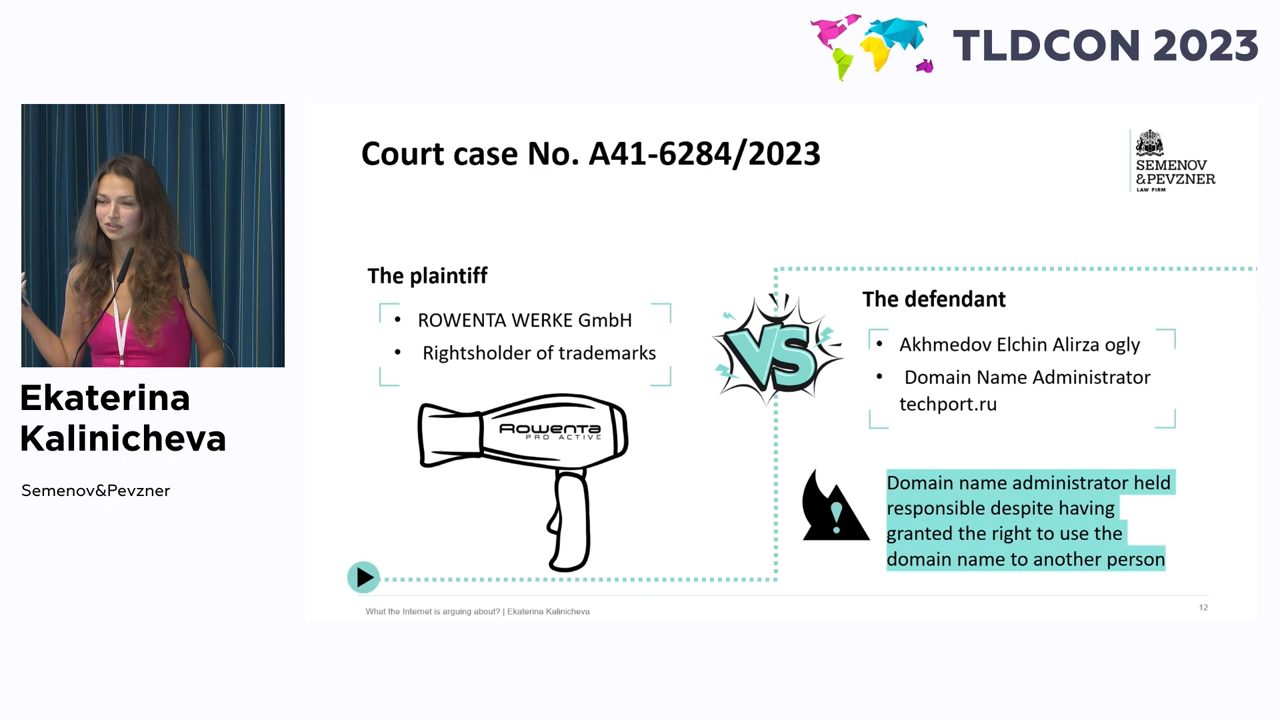 TLDCON 2023
Court case No. A41-6284/2023
SEMENOV
&PEVZNER
LAW FIRM
The plaintiff
• ROWENTA WERKE GmbH
• Rightsholder of trademarks
Rowenta
PRO ACTIVE
VS
The defendant
• Akhmedov Elchin Alirza ogly
• Domain Name Administrator
techport.ru
Domain name administrator held
responsible despite having
granted the right to use the
domain name to another person
What the Internet is arguing about? | Ekaterina Kalinicheva
12
Ekaterina
Kalinicheva
Semenov&Pevzner